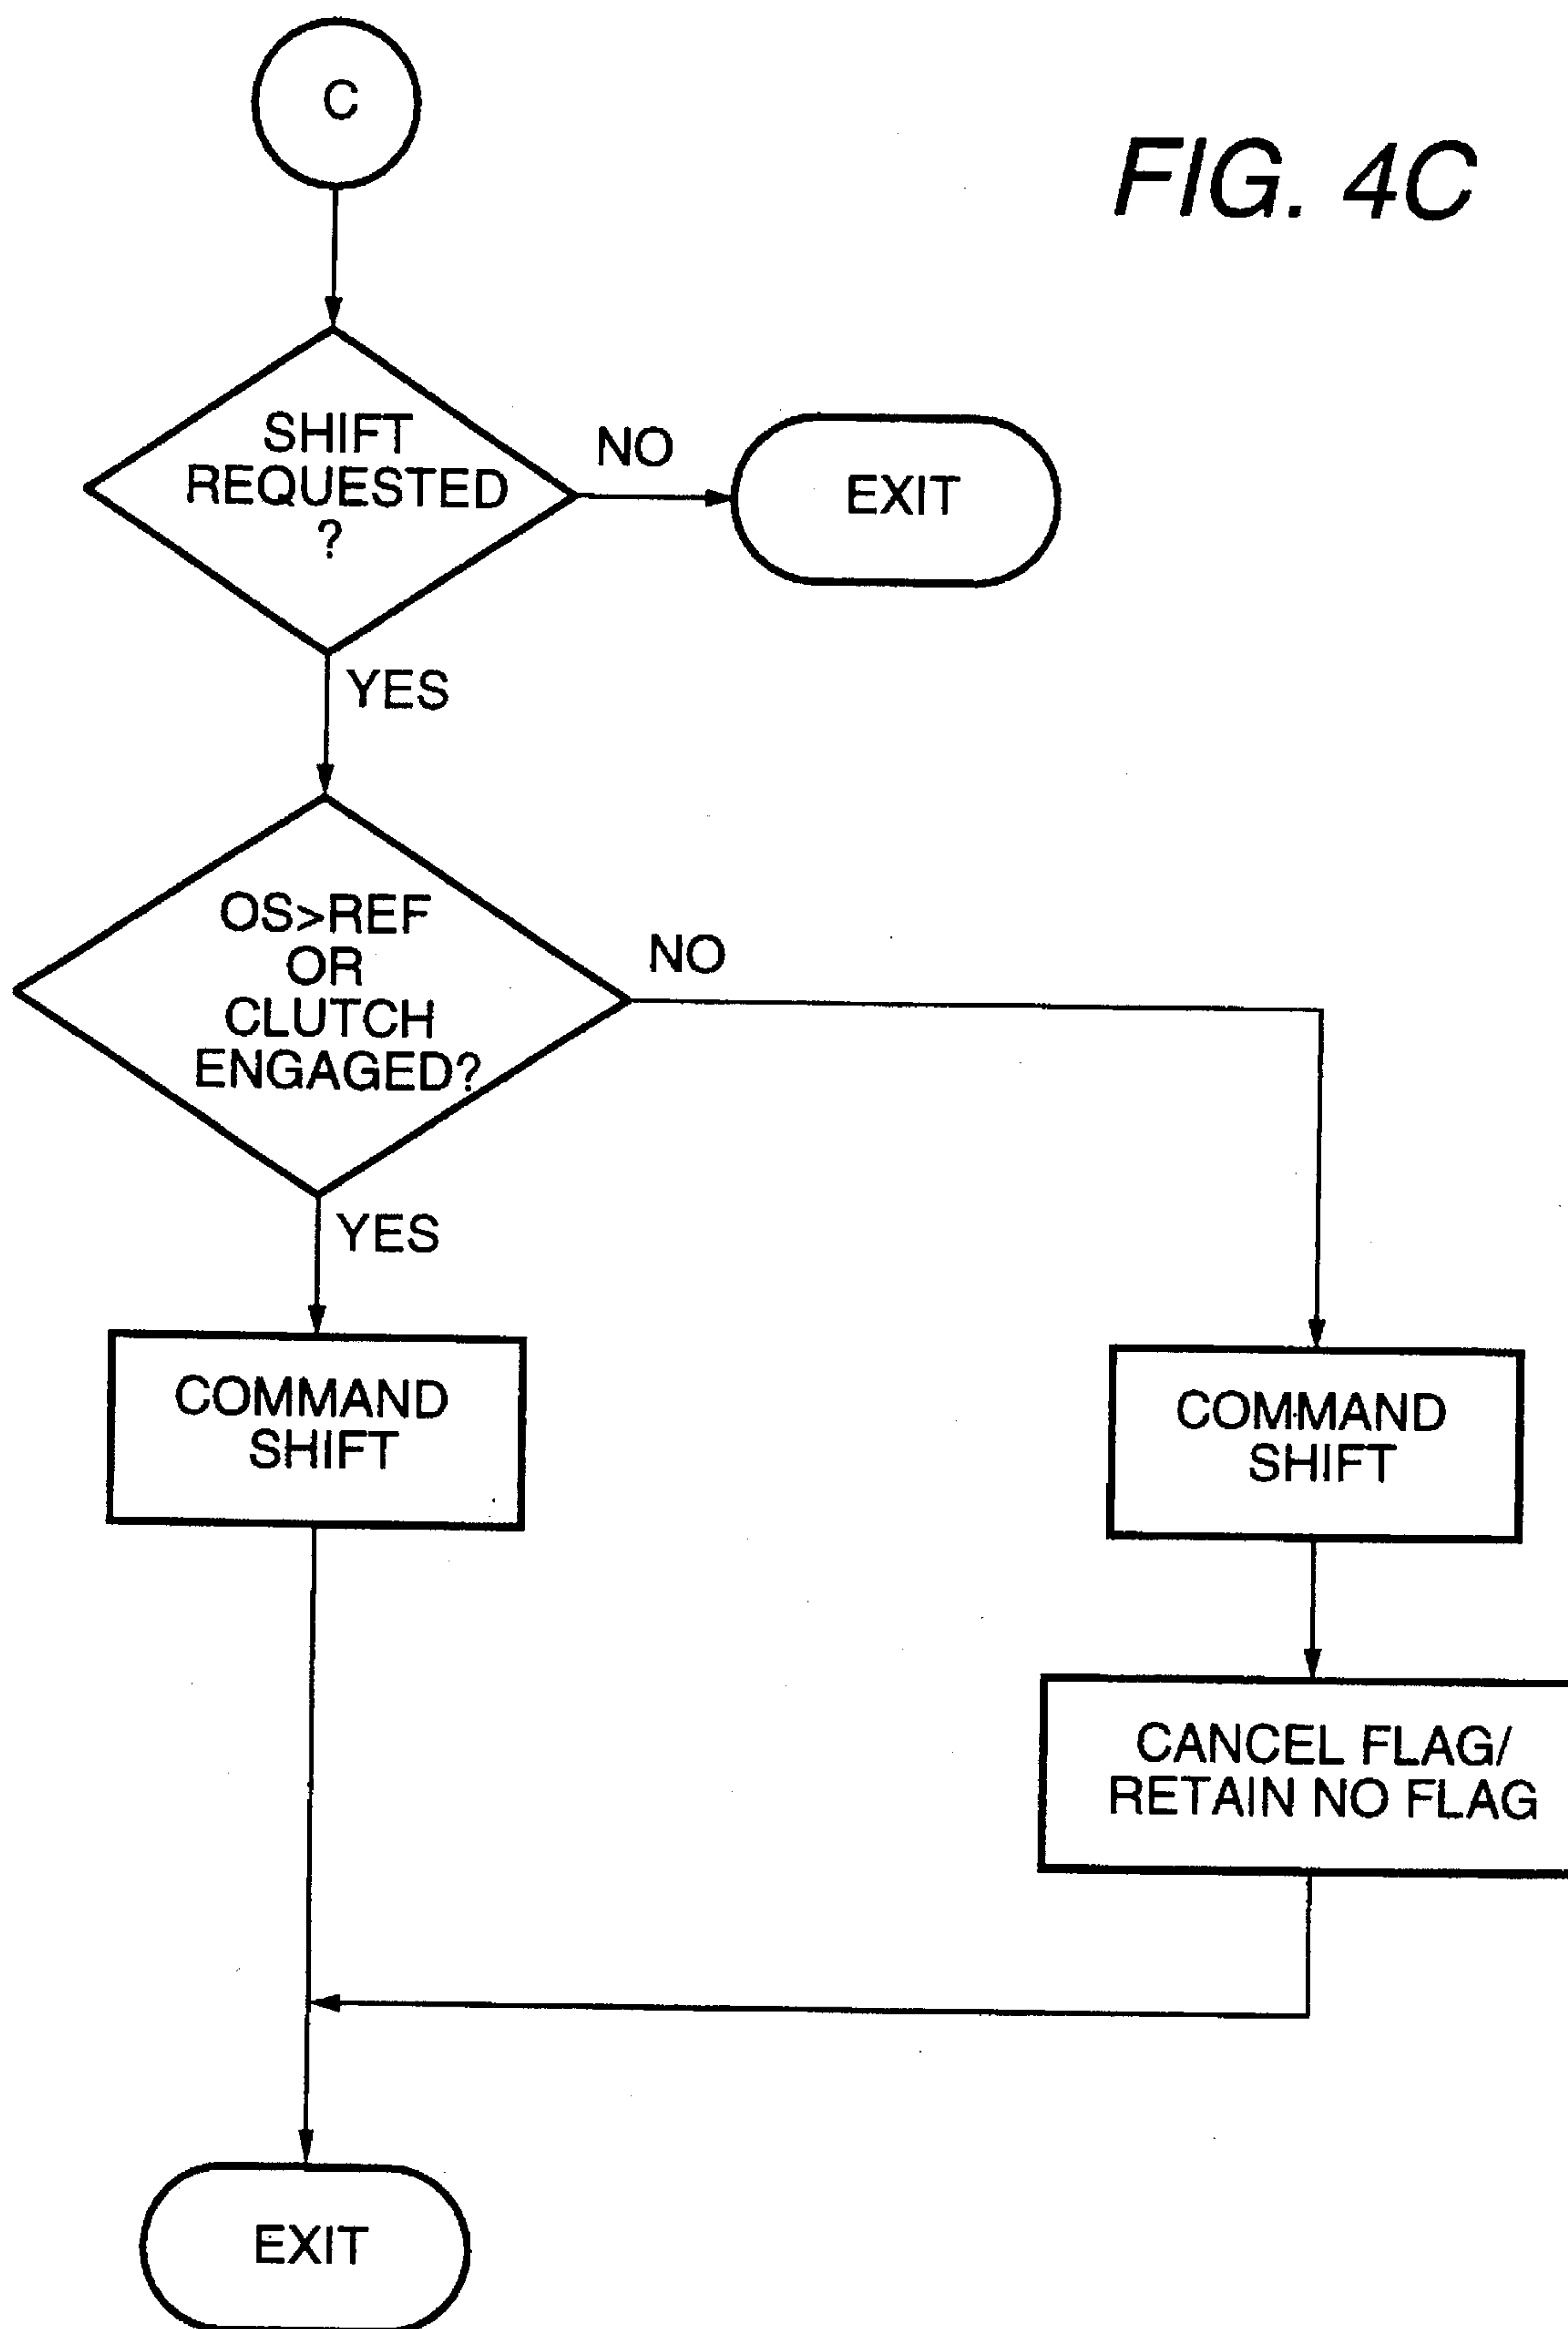 C
FIG. 4C
SHIFT
REQUESTED
?
NO
EXIT
YES
OS>REF
OR
CLUTCH
ENGAGED?
NO
YES
COMMAND
SHIFT
COMMAND
SHIFT
CANCEL FLAG/
RETAIN NO FLAG
EXIT